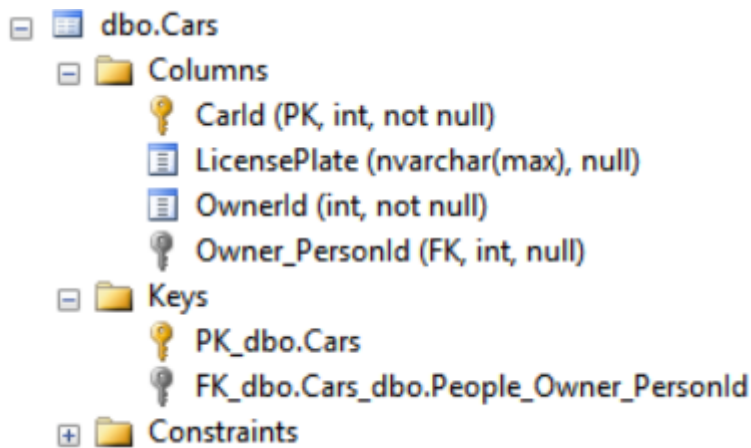 dbo.Cars
Columns
CarId (PK, int, not null)
LicensePlate (nvarchar(max), null)
OwnerId (int, not null)
Owner_PersonId (FK, int, null)
Keys
PK_dbo.Cars
FK_dbo.Cars_dbo.People_Owner_PersonId
Constraints